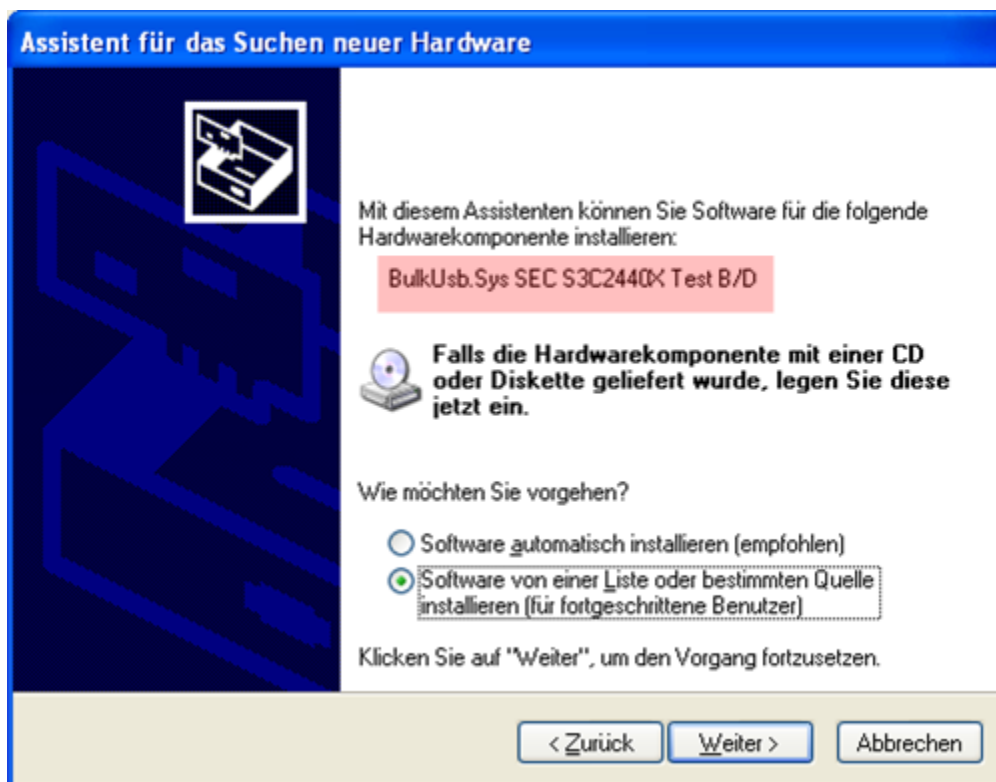 Assistent für das Suchen neuer Hardware
Mit diesem Assistenten können Sie Software für die folgende
Hardwarekomponente installieren:
BulkUsb.Sys SEC S3C2440X Test B/D
Falls die Hardwarekomponente mit einer CD
oder Diskette geliefert wurde, legen Sie diese
jetzt ein.
Wie möchten Sie vorgehen?
Software automatisch installieren (empfohlen)
Software von einer Liste oder bestimmten Quelle
installieren (für fortgeschrittene Benutzer)
Klicken Sie auf "Weiter", um den Vorgang fortzusetzen.
< Zurück Weiter > Abbrechen